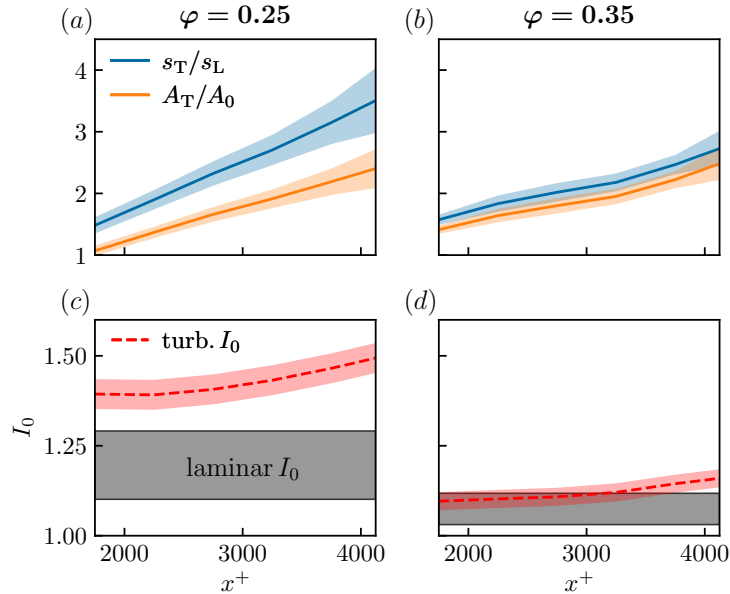 φ = 0.25
φ = 0.35
(a)
(b)
4
3
2
1
s_T/s_L
A_T/A_0
(c)
(d)
1.50
1.25
1.00
I_0
turb. I_0
laminar I_0
2000 3000 4000
2000 3000 4000
x^+
x^+